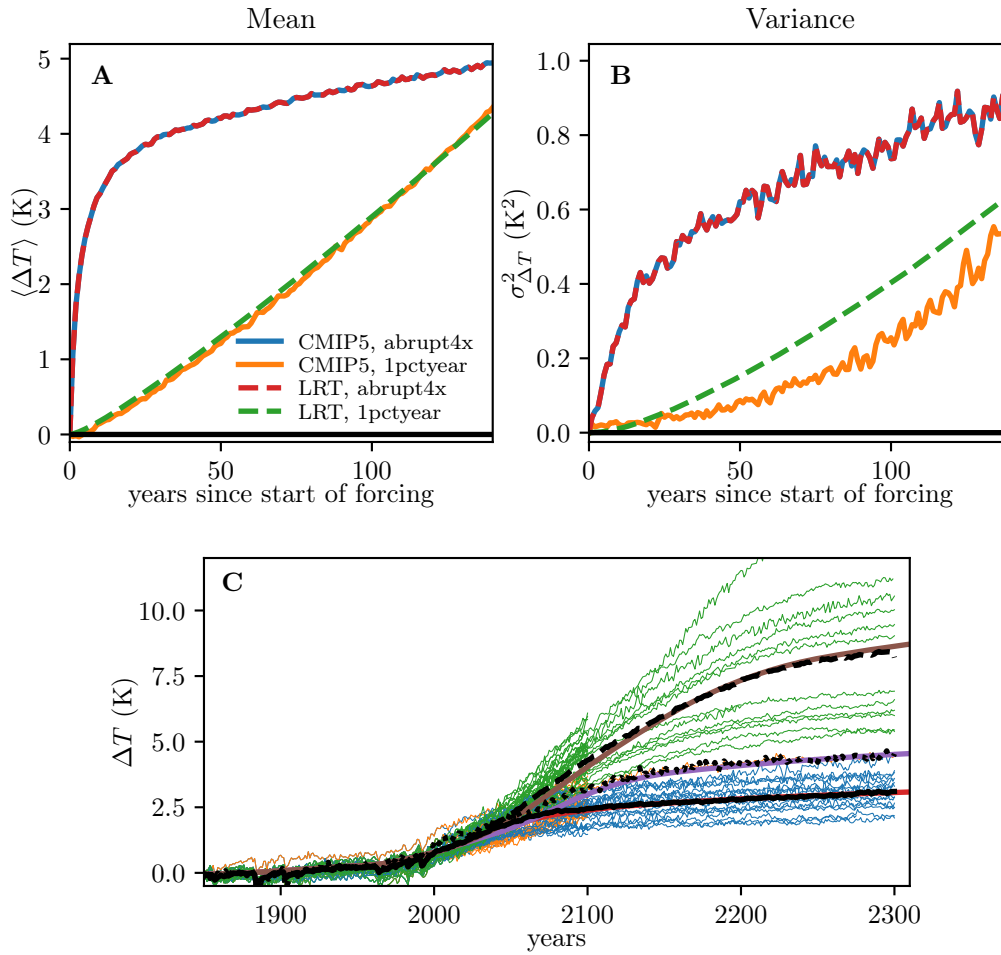 Mean
Variance
A
⟨ΔT⟩ (K)
5
4
3
2
1
0
CMIP5, abrupt4x
CMIP5, 1pctyear
LRT, abrupt4x
LRT, 1pctyear
0
50
100
years since start of forcing
B
σ²_ΔT (K²)
1.0
0.8
0.6
0.4
0.2
0.0
0
50
100
years since start of forcing
C
ΔT (K)
10.0
7.5
5.0
2.5
0.0
1900
2000
2100
2200
2300
years